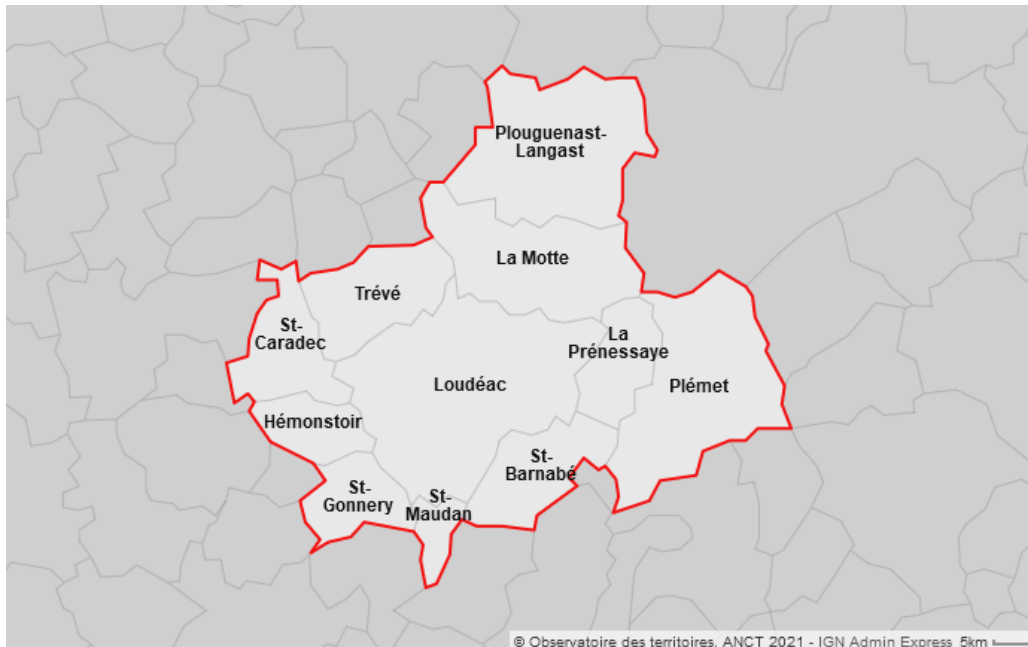 Plouguenast-
Langast
La Motte
Trévé
St-
Caradec
La
Prénessaye
Loudéac
Plémet
Hémonstoir
St-
Barnabé
St-
Gonnery
St-
Maudan
© Observatoire des territoires, ANCT 2021 - IGN Admin Express 5km